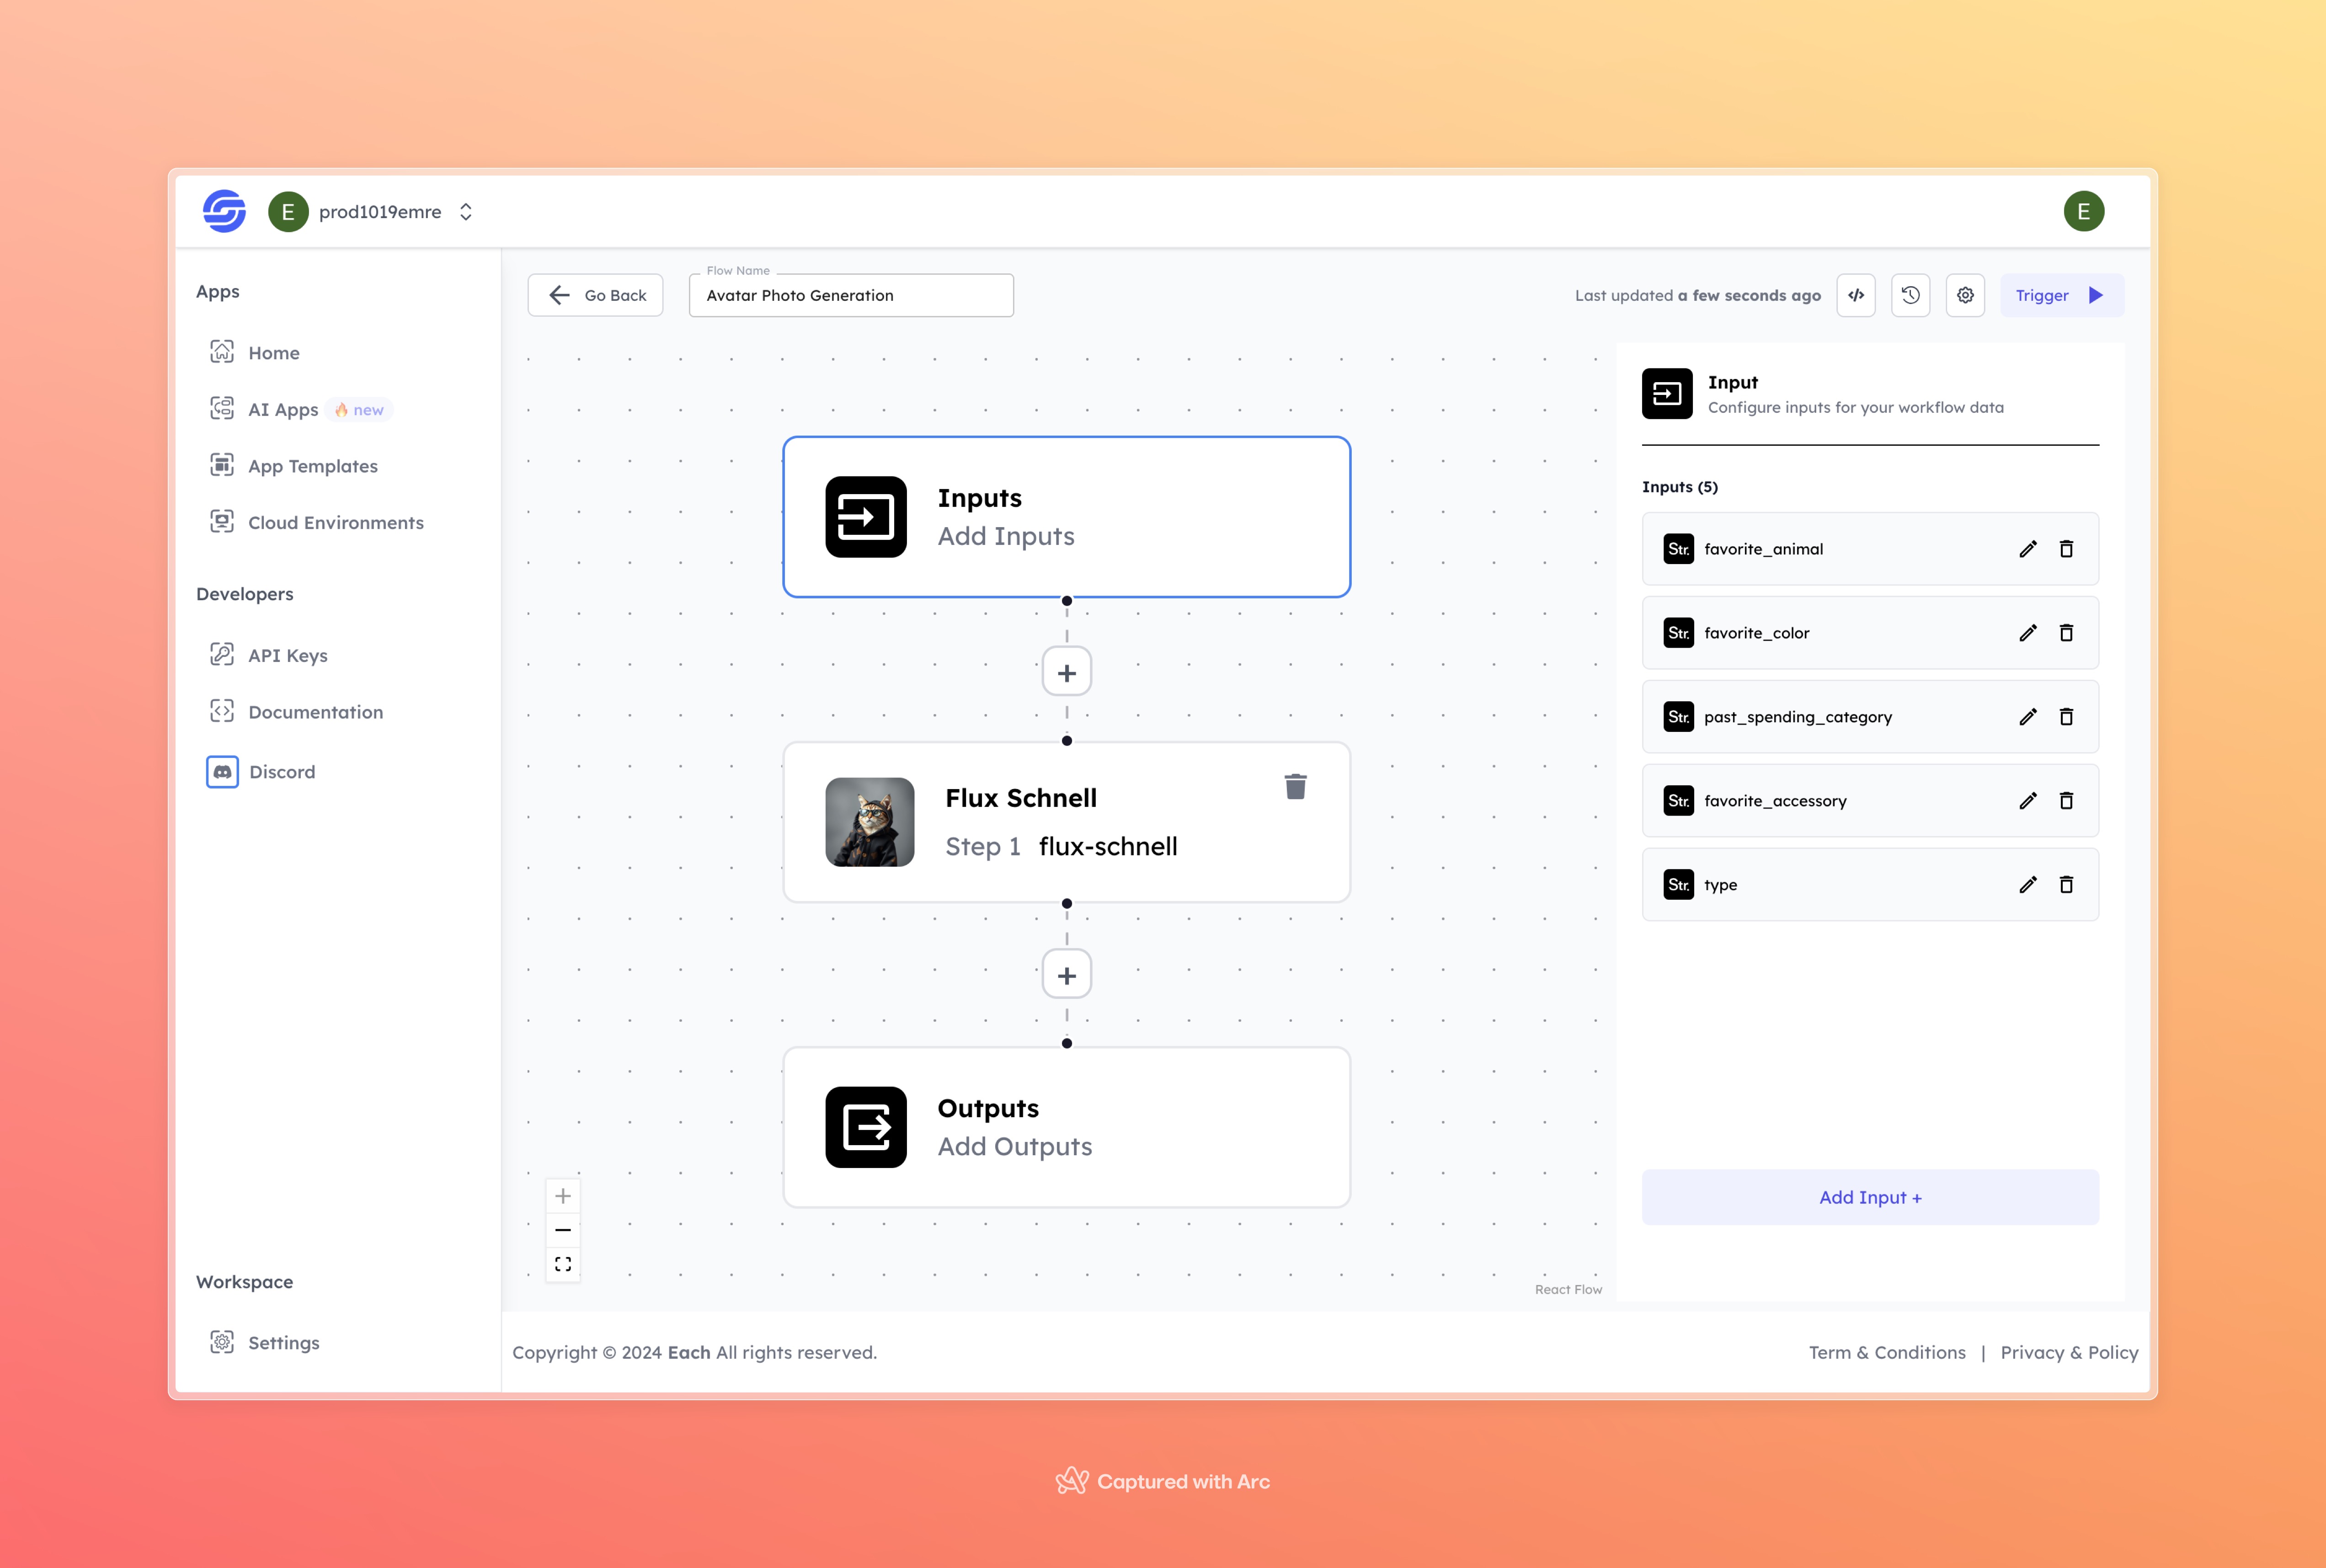 E prod1019emre
E
Apps
Home
AI Apps 🔥 new
App Templates
Cloud Environments
Developers
API Keys
Documentation
Discord
Workspace
Settings
Go Back
Flow Name
Avatar Photo Generation
Last updated a few seconds ago
Trigger
Inputs
Add Inputs
Flux Schnell
Step 1 flux-schnell
Outputs
Add Outputs
React Flow
Input
Configure inputs for your workflow data
Inputs (5)
Str. favorite_animal
Str. favorite_color
Str. past_spending_category
Str. favorite_accessory
Str. type
Add Input +
Copyright © 2024 Each All rights reserved.
Term & Conditions | Privacy & Policy
Captured with Arc